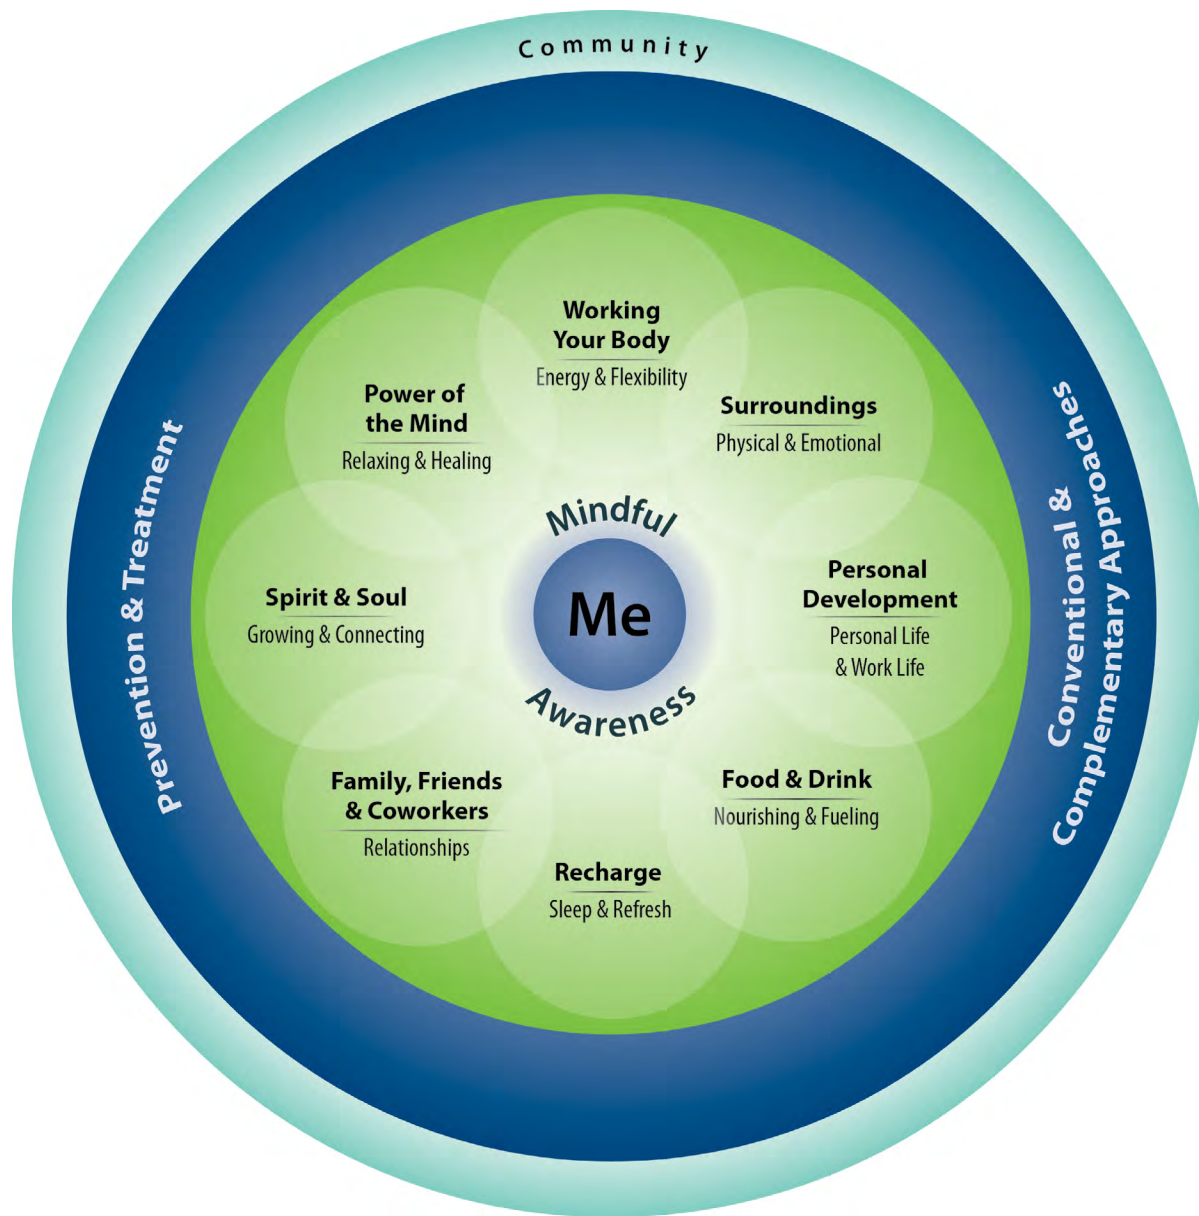 Community
Working
Your Body
Energy & Flexibility
Surroundings
Physical & Emotional
Personal
Development
Personal Life
& Work Life
Food & Drink
Nourishing & Fueling
Recharge
Sleep & Refresh
Family, Friends
& Coworkers
Relationships
Spirit & Soul
Growing & Connecting
Power of
the Mind
Relaxing & Healing
Mindful
Me
Awareness
Prevention & Treatment
Conventional &
Complementary Approaches